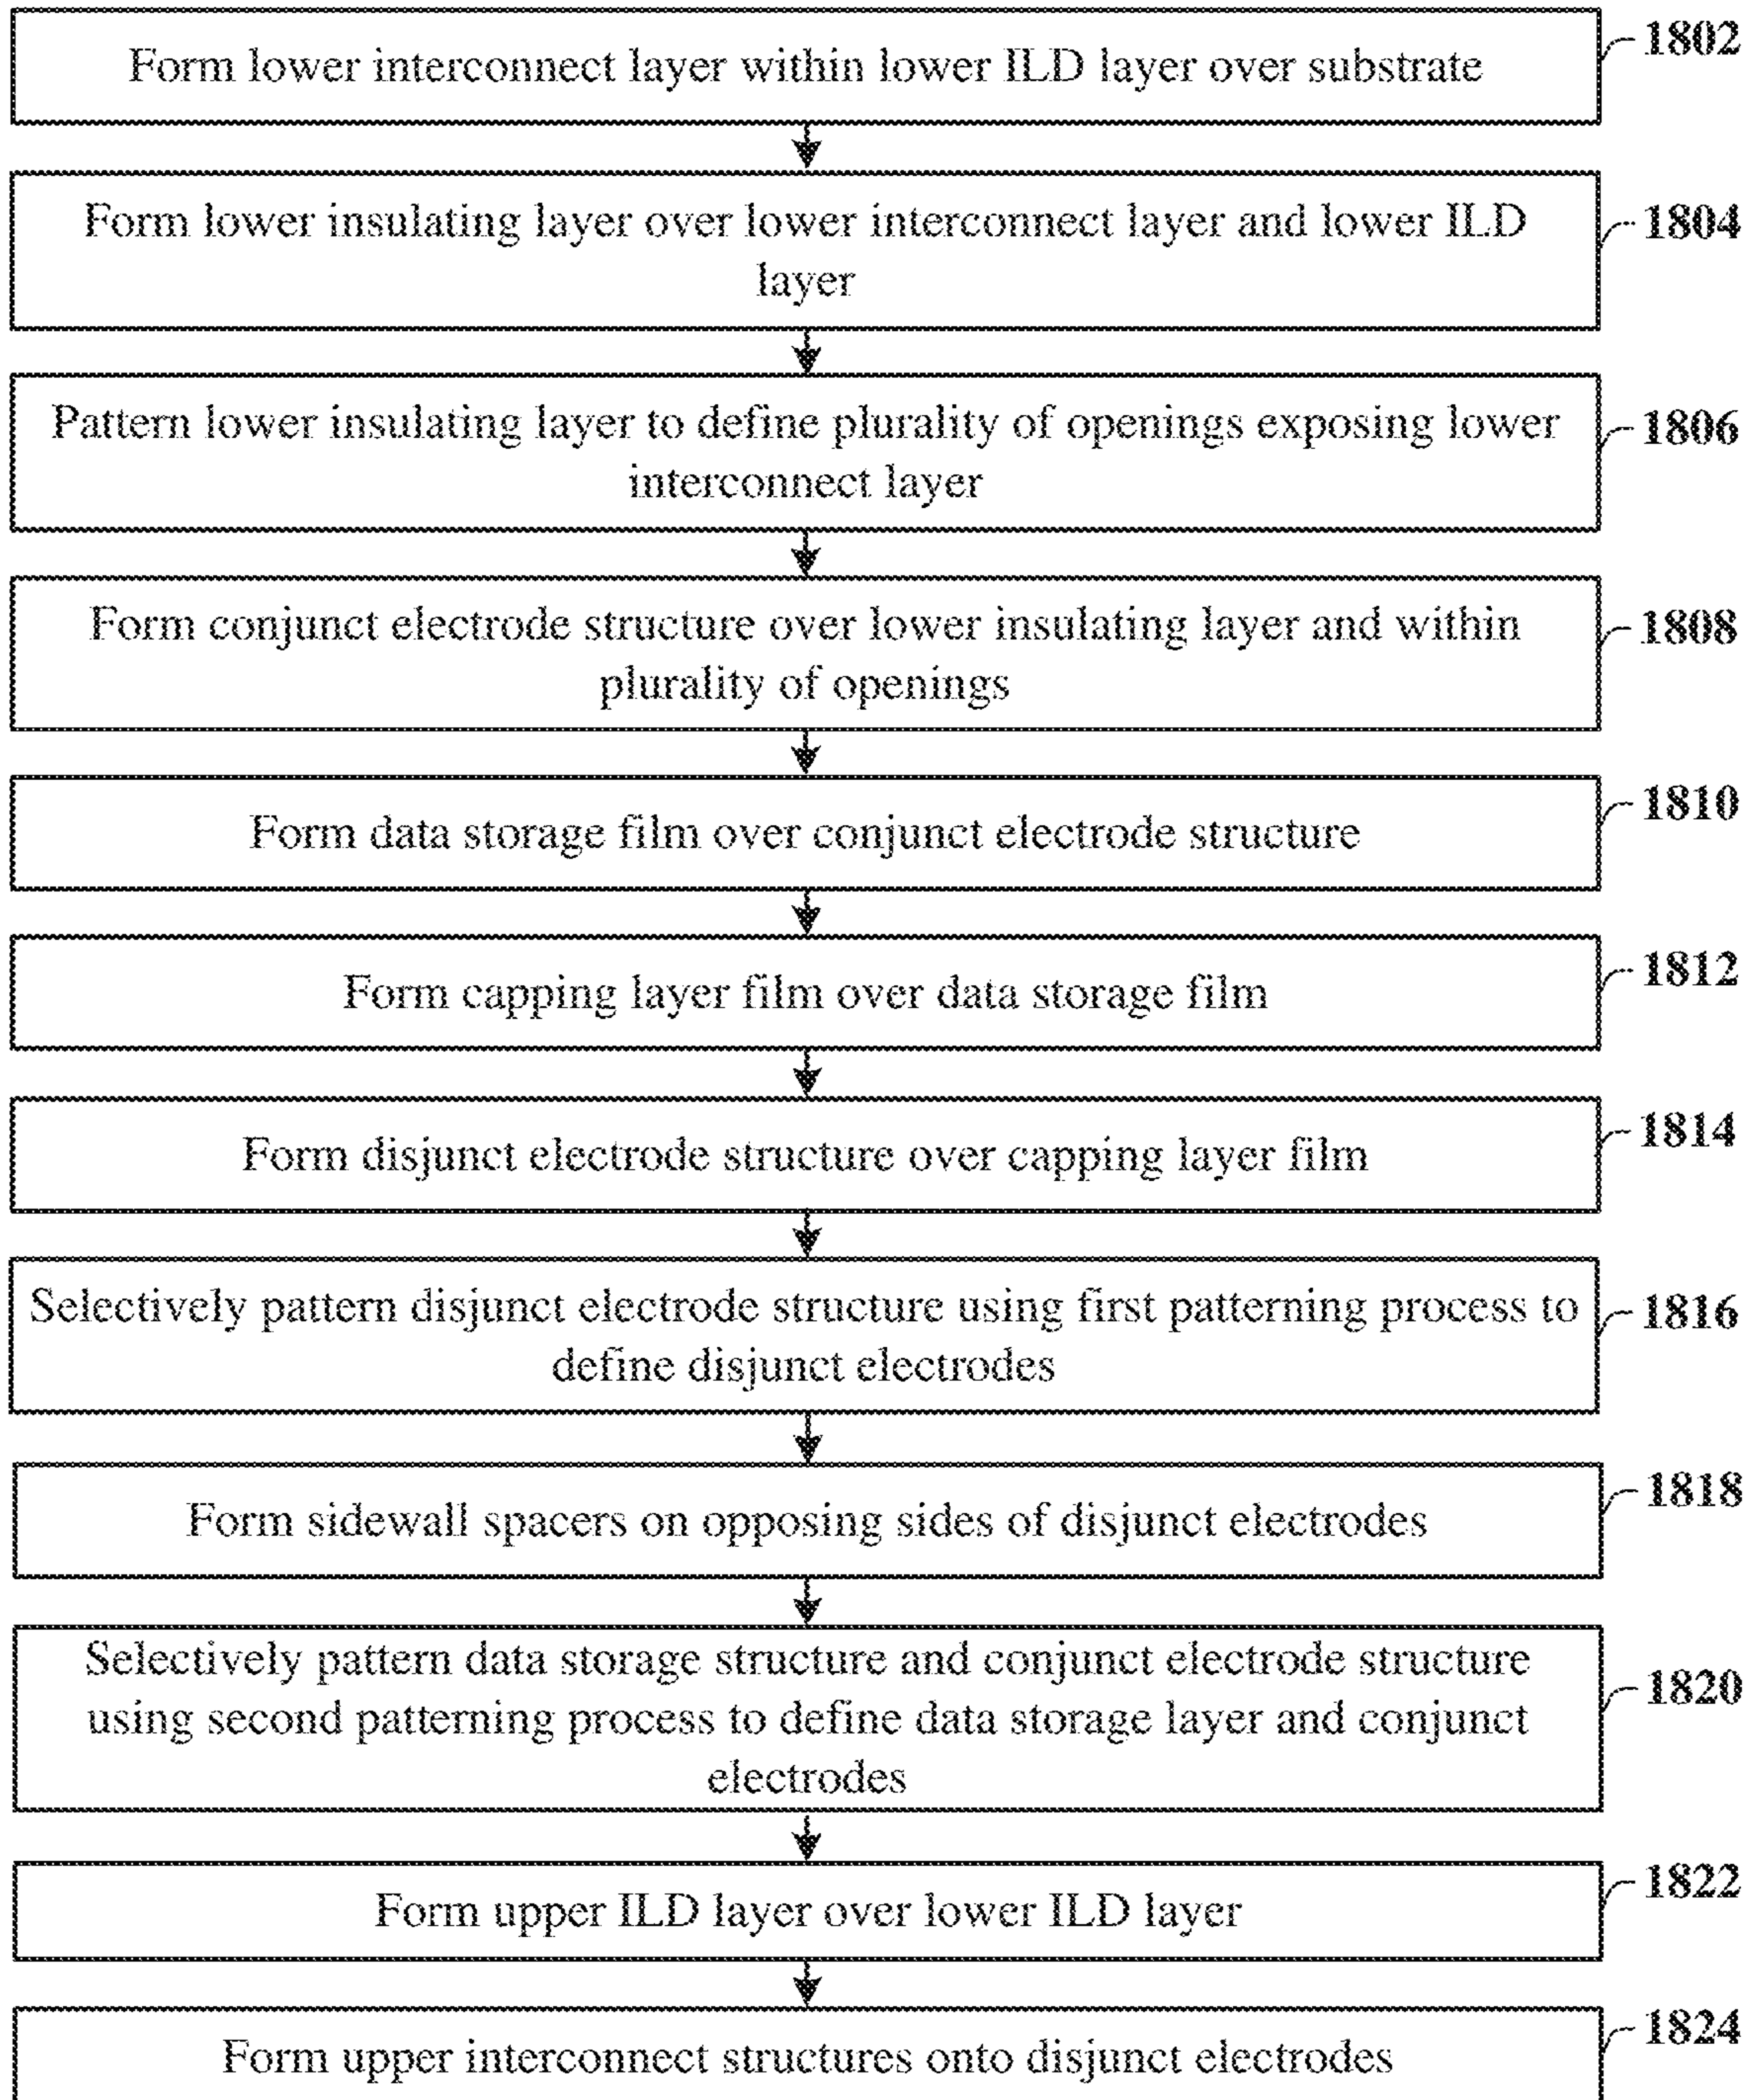 Form lower interconnect layer within lower ILD layer over substrate
1802
Form lower insulating layer over lower interconnect layer and lower ILD
layer
1804
Pattern lower insulating layer to define plurality of openings exposing lower
interconnect layer
1806
Form conjunct electrode structure over lower insulating layer and within
plurality of openings
1808
Form data storage film over conjunct electrode structure
1810
Form capping layer film over data storage film
1812
Form disjunct electrode structure over capping layer film
1814
Selectively pattern disjunct electrode structure using first patterning process to
define disjunct electrodes
1816
Form sidewall spacers on opposing sides of disjunct electrodes
1818
Selectively pattern data storage structure and conjunct electrode structure
using second patterning process to define data storage layer and conjunct
electrodes
1820
Form upper ILD layer over lower ILD layer
1822
Form upper interconnect structures onto disjunct electrodes
1824